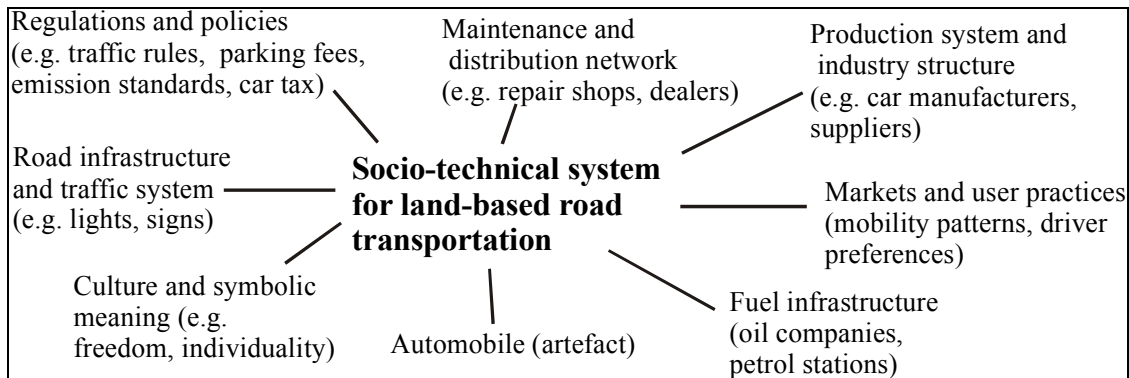 Regulations and policies
(e.g. traffic rules, parking fees,
emission standards, car tax)
Maintenance and
distribution network
(e.g. repair shops, dealers)
Production system and
industry structure
(e.g. car manufacturers,
suppliers)
Road infrastructure
and traffic system
(e.g. lights, signs)
Socio-technical system
for land-based road
transportation
Markets and user practices
(mobility patterns, driver
preferences)
Culture and symbolic
meaning (e.g.
freedom, individuality)
Automobile (artefact)
Fuel infrastructure
(oil companies,
petrol stations)